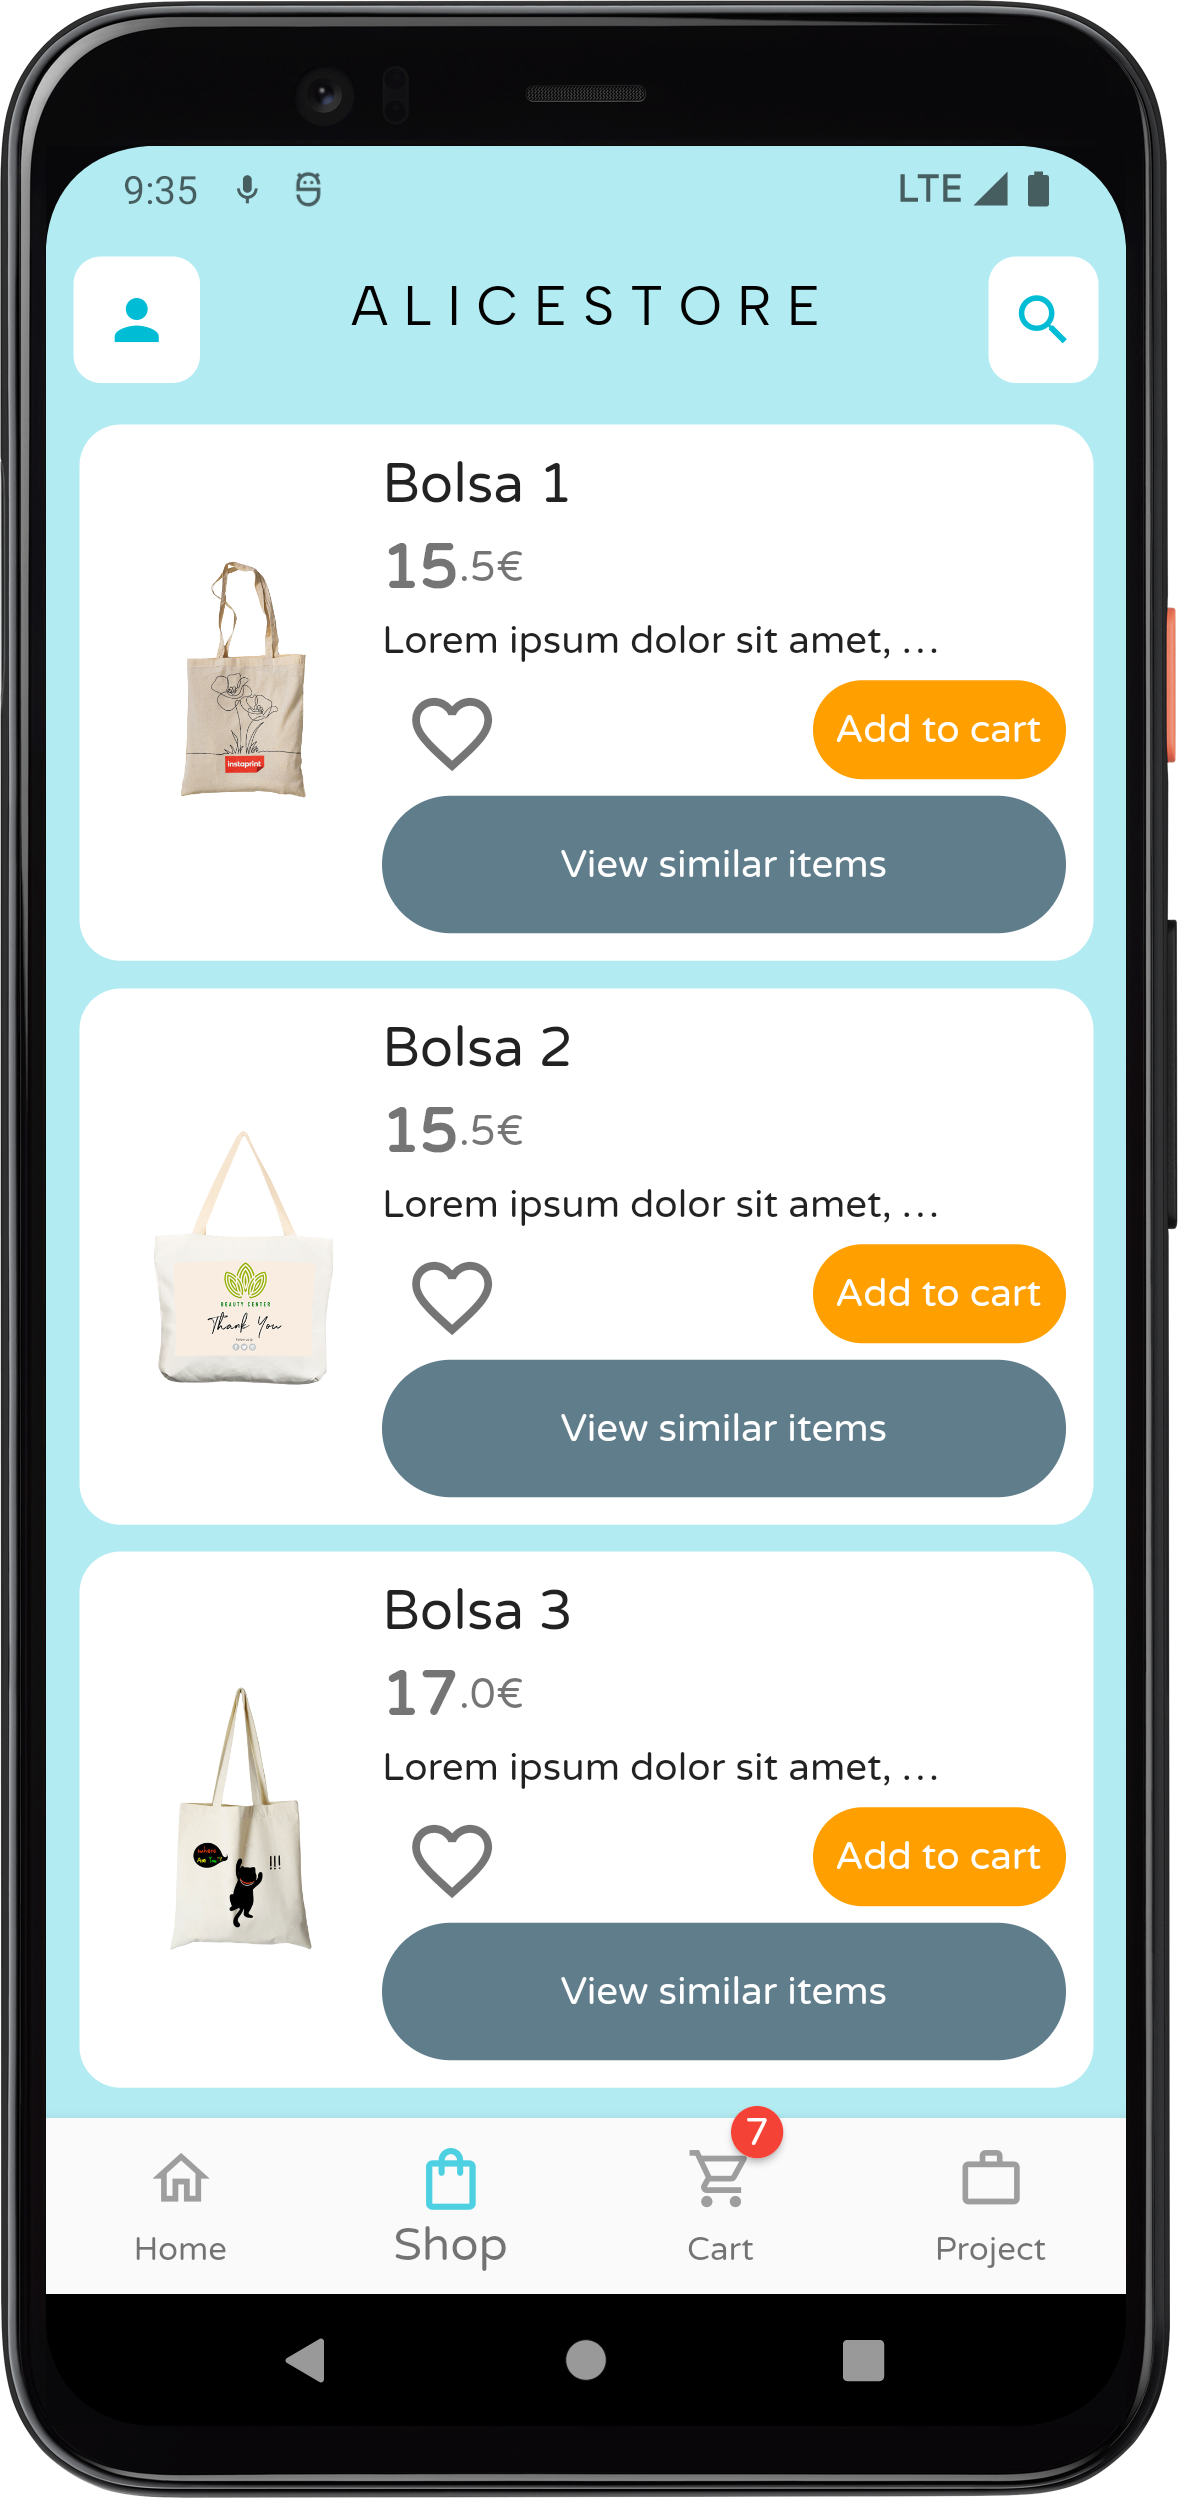 9:35 LTE
ALICESTORE
Bolsa 1
15.5€
Lorem ipsum dolor sit amet, ...
instaprint
Add to cart
View similar items
Bolsa 2
15.5€
Lorem ipsum dolor sit amet, ...
BEAUTY CENTER
Thank You
Add to cart
View similar items
Bolsa 3
17.0€
Lorem ipsum dolor sit amet, ...
where
Are You?
!!!
Add to cart
View similar items
7
Home Shop Cart Project